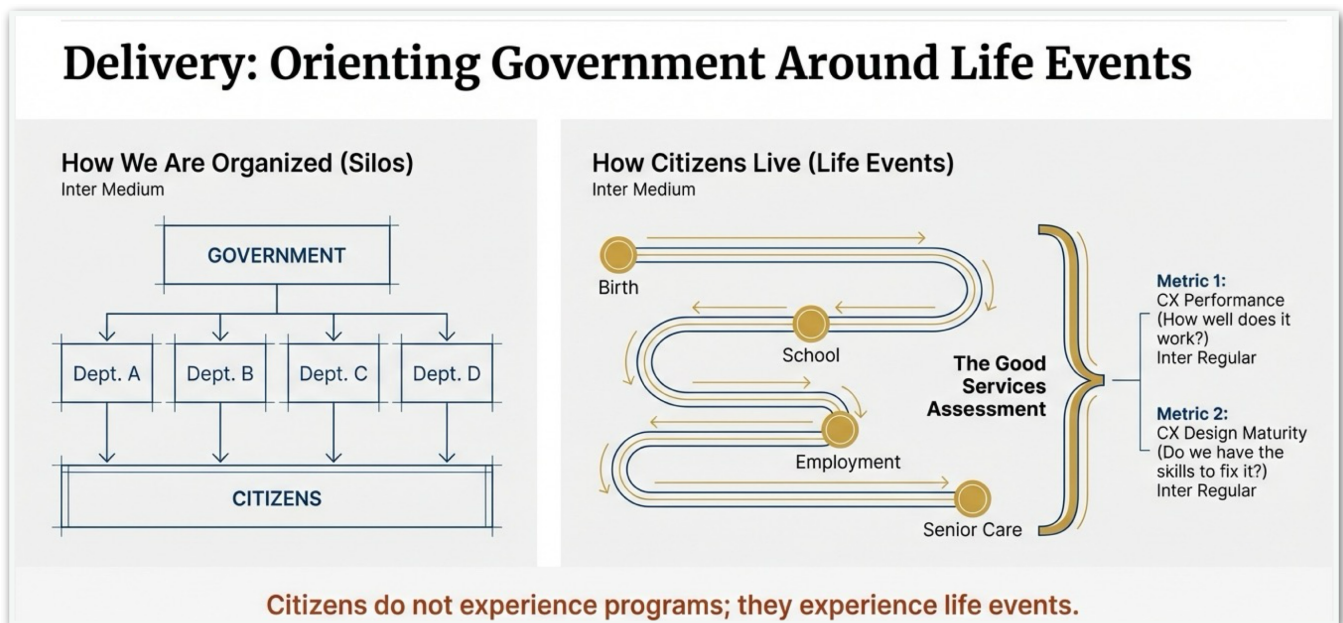 Delivery: Orienting Government Around Life Events
How We Are Organized (Silos)
Inter Medium
GOVERNMENT
Dept. A
Dept. B
Dept. C
Dept. D
CITIZENS
How Citizens Live (Life Events)
Inter Medium
Birth
School
Employment
Senior Care
The Good
Services
Assessment
Metric 1:
CX Performance
(How well does it
work?)
Inter Regular
Metric 2:
CX Design Maturity
(Do we have the
skills to fix it?)
Inter Regular
Citizens do not experience programs; they experience life events.